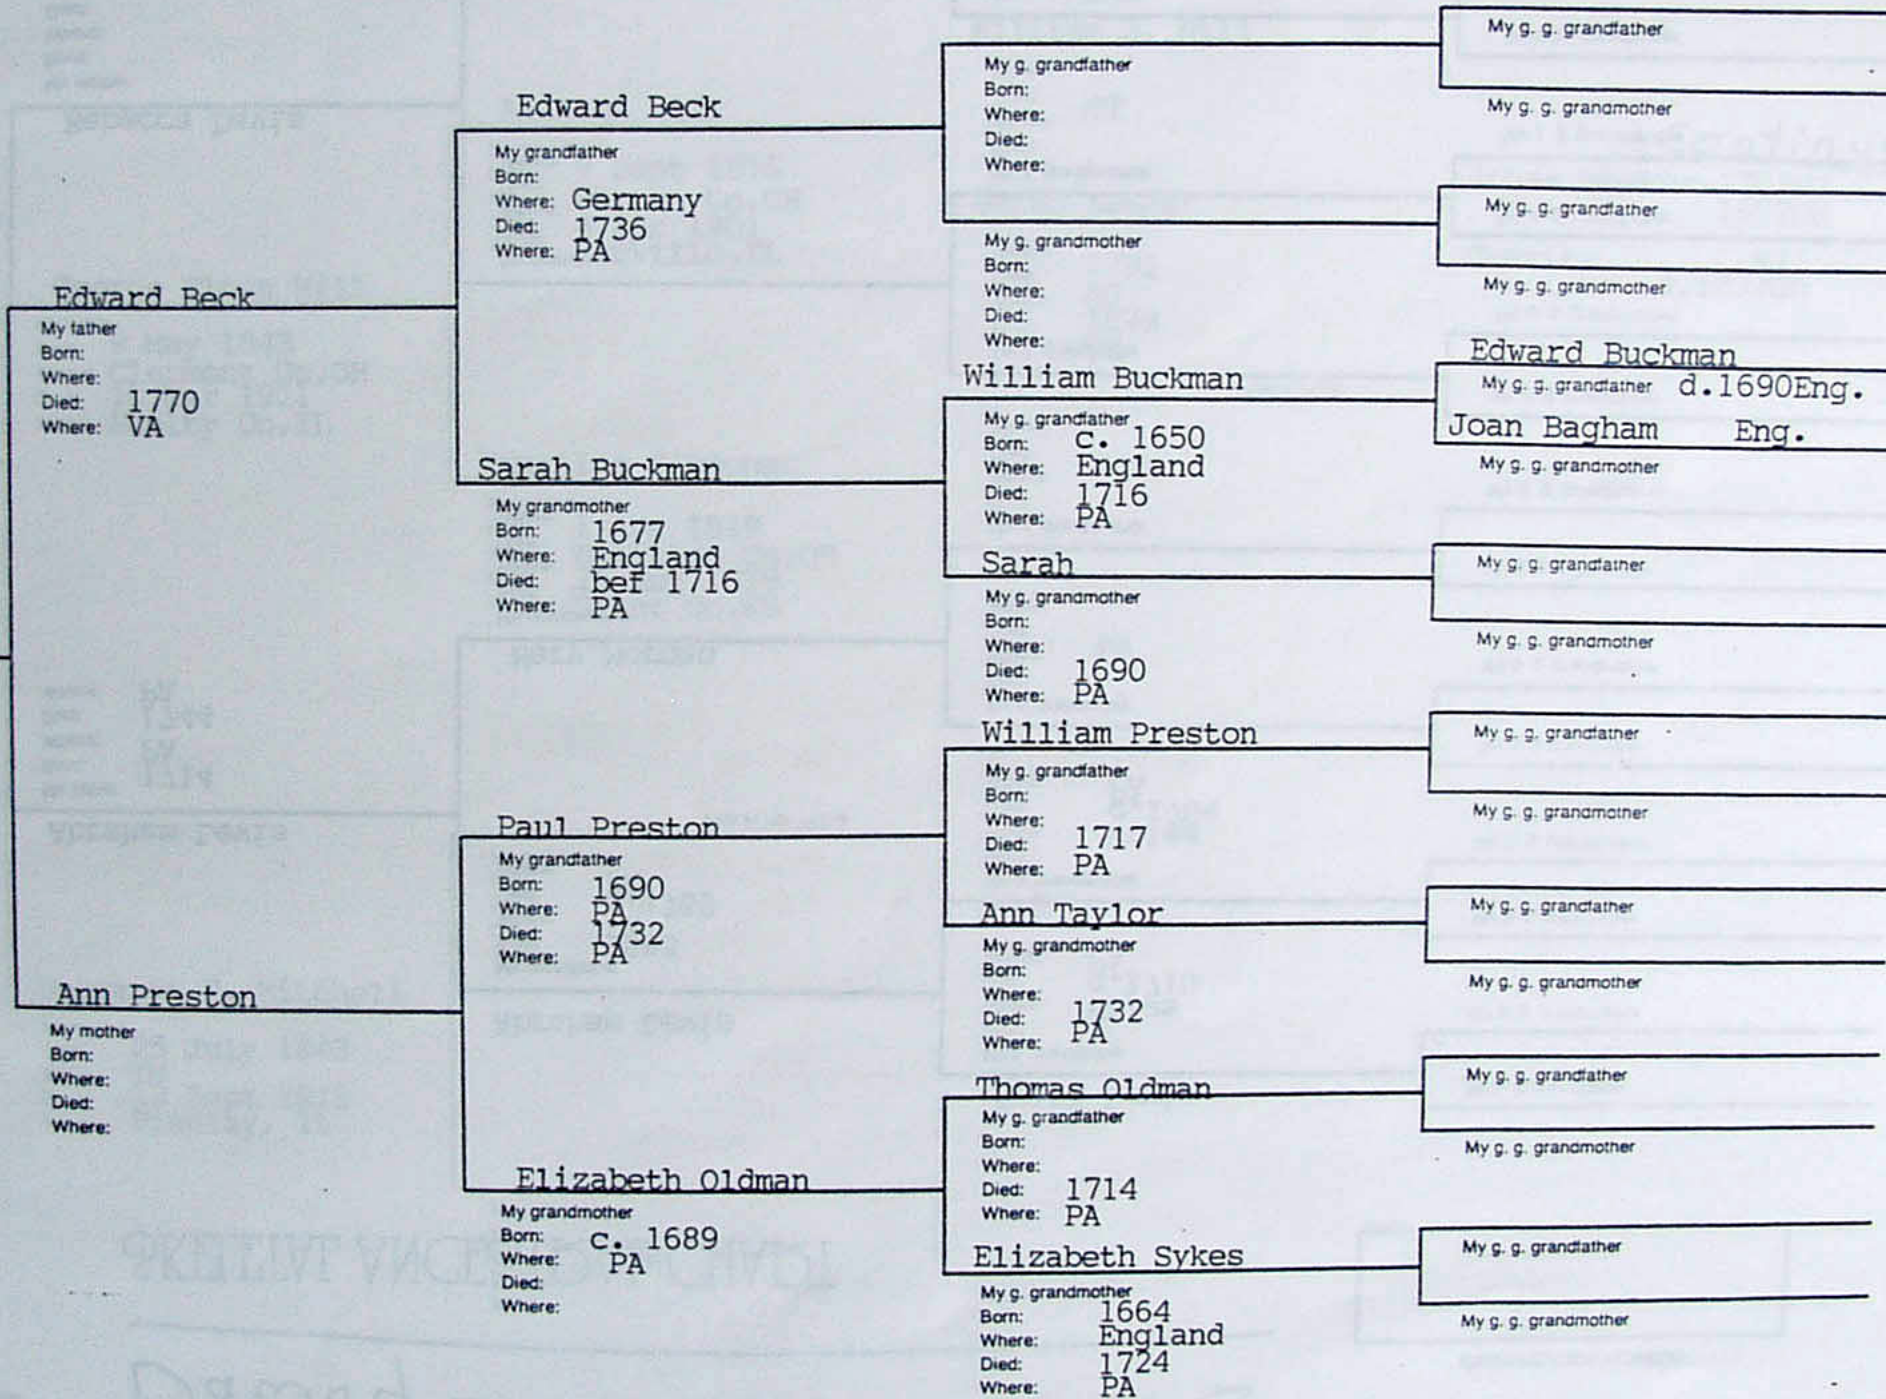 Edward Beck
My father
Born:
Where:
Died: 1770
Where: VA
Ann Preston
My mother
Born:
Where:
Died:
Where:
Edward Beck
My grandfather
Born:
Where: Germany
Died: 1736
Where: PA
Sarah Buckman
My grandmother
Born: 1677
Where: England
Died: bef 1716
Where: PA
Paul Preston
My grandfather
Born: 1690
Where: PA
Died: 1732
Where: PA
Elizabeth Oldman
My grandmother
Born: c. 1689
Where: PA
Died:
Where:
My g. grandfather
Born:
Where:
Died:
Where:
My g. grandmother
Born:
Where:
Died:
Where:
William Buckman
My g. grandfather
Born: c. 1650
Where: England
Died: 1716
Where: PA
Sarah
My g. grandmother
Born:
Where:
Died: 1690
Where: PA
William Preston
My g. grandfather
Born:
Where:
Died: 1717
Where: PA
Ann Taylor
My g. grandmother
Born:
Where:
Died: 1732
Where: PA
Thomas Oldman
My g. grandfather
Born:
Where:
Died: 1714
Where: PA
Elizabeth Sykes
My g. grandmother
Born: 1664
Where: England
Died: 1724
Where: PA
My g. g. grandfather
My g. g. grandmother
My g. g. grandfather
My g. g. grandmother
Edward Buckman
My g. g. grandfather d.1690Eng.
Joan Bagham Eng.
My g. g. grandmother
My g. g. grandfather
My g. g. grandmother
My g. g. grandfather
My g. g. grandmother
My g. g. grandfather
My g. g. grandmother
My g. g. grandfather
My g. g. grandmother
My g. g. grandfather
My g. g. grandmother